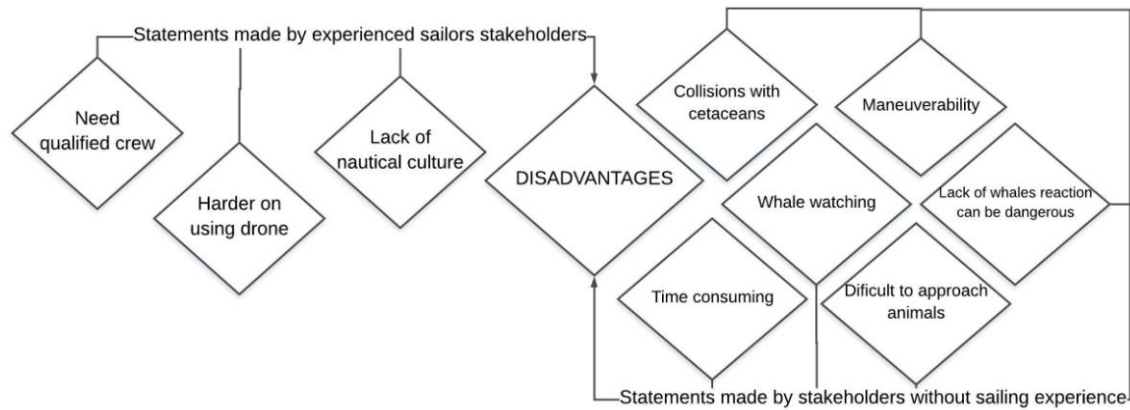 Statements made by experienced sailors stakeholders
Need
qualified crew
Harder on
using drone
Lack of
nautical culture
DISADVANTAGES
Collisions with
cetaceans
Maneuverability
Whale watching
Lack of whales reaction
can be dangerous
Time consuming
Dificult to approach
animals
Statements made by stakeholders without sailing experience